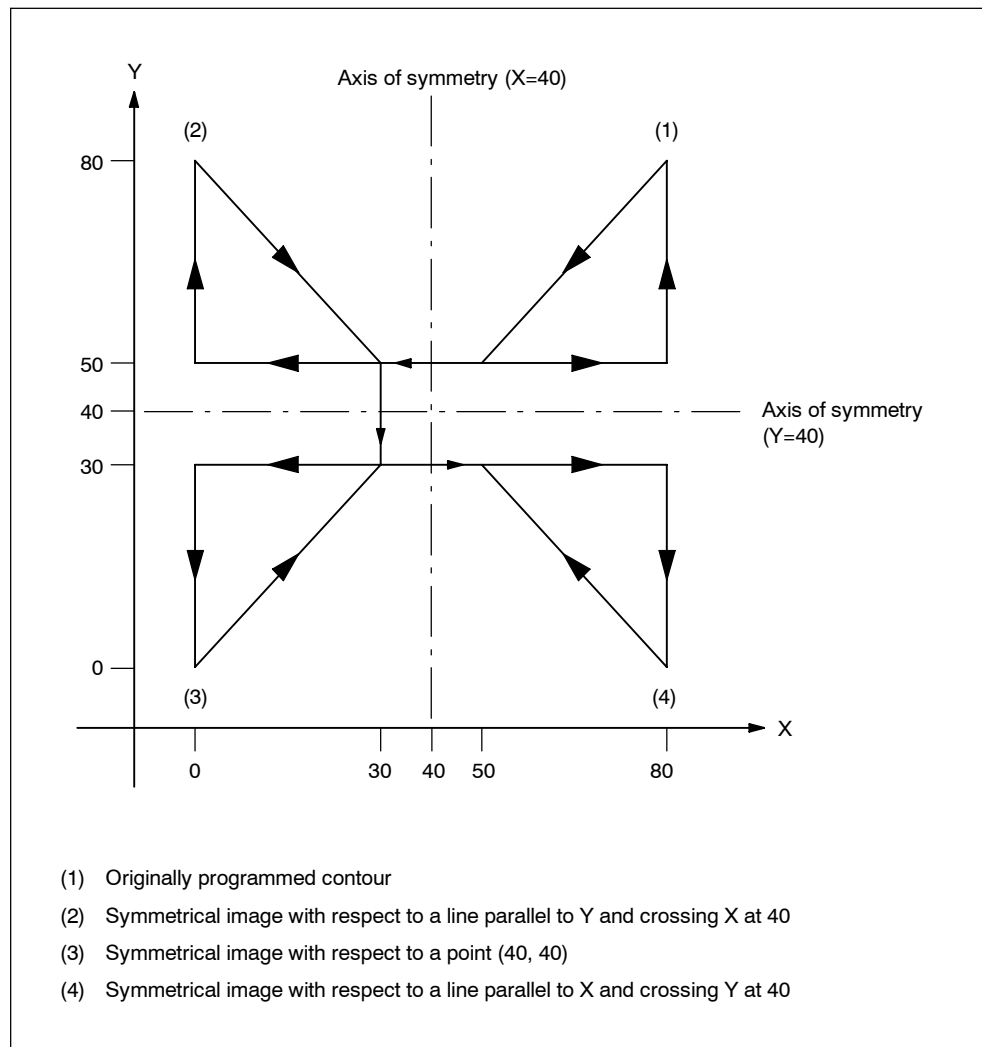 Y
Axis of symmetry (X=40)
(2)
(1)
80
50
40
Axis of symmetry
(Y=40)
30
0
(3)
(4)
X
0
30
40
50
80
(1) Originally programmed contour
(2) Symmetrical image with respect to a line parallel to Y and crossing X at 40
(3) Symmetrical image with respect to a point (40, 40)
(4) Symmetrical image with respect to a line parallel to X and crossing Y at 40